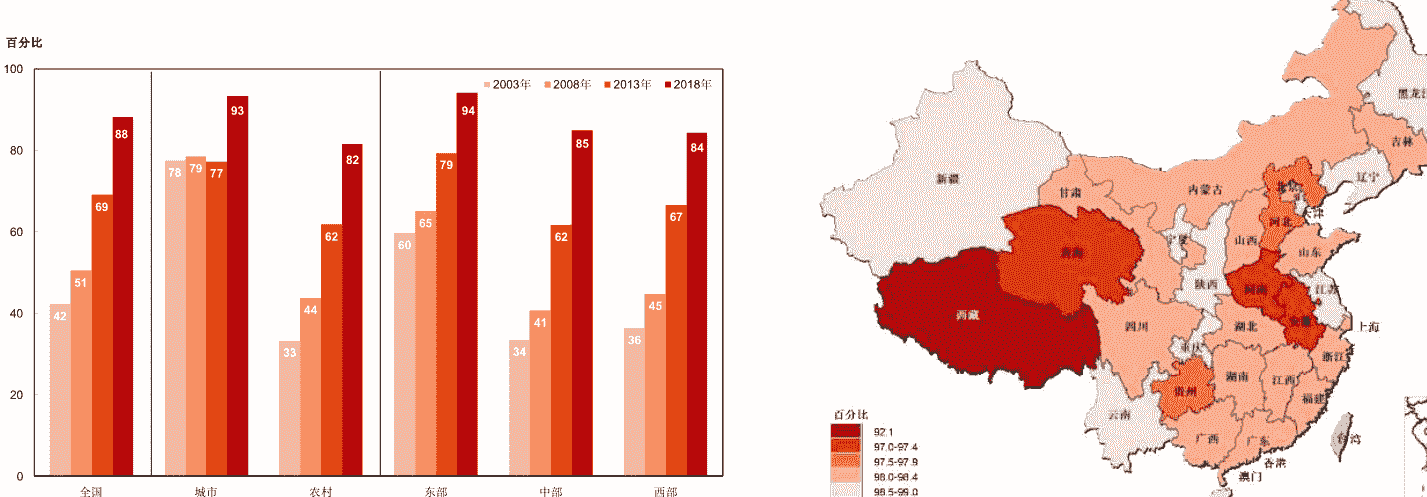 百分比
100
2003年 2008年 2013年 2018年
80
60
40
20
0
42 51 69 88
78 79 77 93
33 44 62 82
60 65 79 94
34 41 62 85
36 45 67 84
全国 城市 农村 东部 中部 西部
黑龙江
吉林
辽宁
新疆
甘肃
内蒙古
北京
天津
河北
宁夏
山西
山东
青海
陕西
河南
江苏
西藏
安徽
四川
湖北
上海
重庆
浙江
贵州
湖南
江西
福建
云南
广西
广东
台湾
香港
澳门
百分比
92.1
97.0-97.4
97.5-97.9
98.0-98.4
98.5-99.0